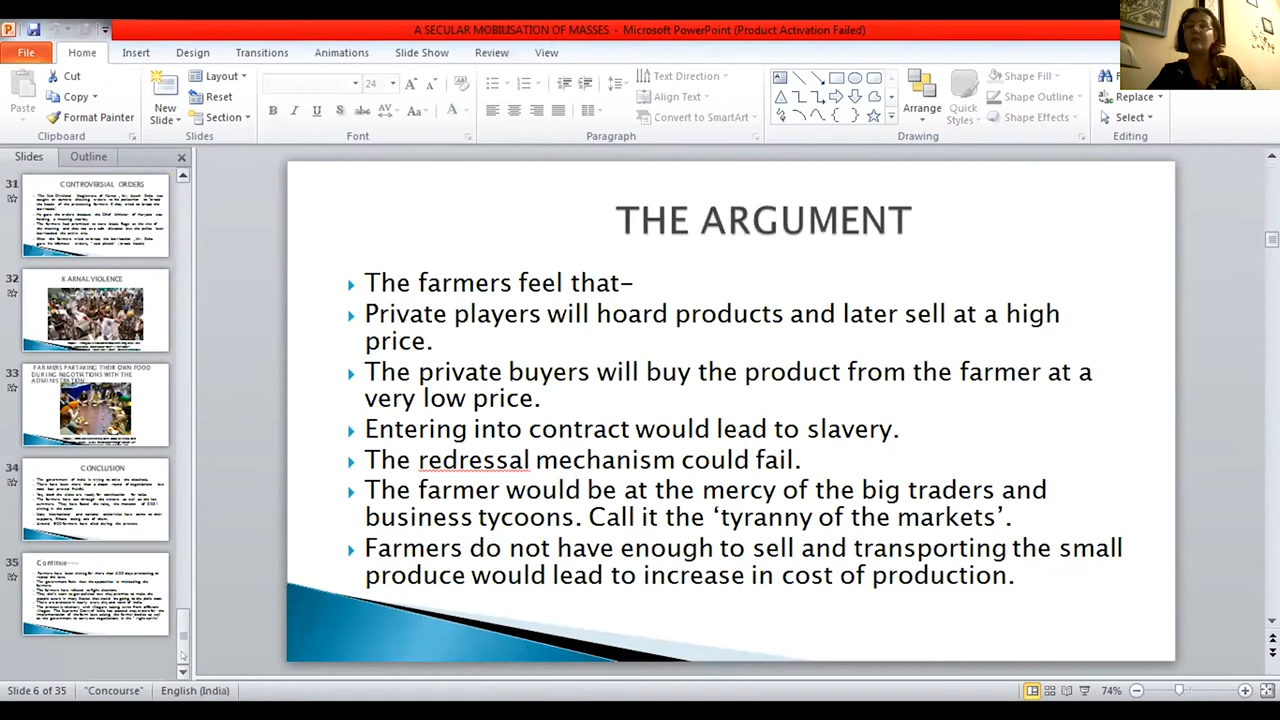 A SECULAR MOBILISATION OF MASSES - Microsoft PowerPoint (Product Activation Failed)
File Home Insert Design Transitions Animations Slide Show Review View
Cut
Copy
Format Painter
Paste
Clipboard
New
Slide
Layout
Reset
Section
Slides
24
Font
Text Direction
Align Text
Convert to SmartArt
Paragraph
Arrange
Quick
Styles
Shape Fill
Shape Outline
Shape Effects
Drawing
Replace
Select
Editing
Slides Outline
31
CONTROVERSIAL ORDERS
32
KARNAL VIOLENCE
33
FARMERS PARTAKING THEIR OWN FOOD
DURING NEGOTIATIONS WITH THE
ADMINISTRATION
34
CONCLUSION
35
Continue
THE ARGUMENT
The farmers feel that–
Private players will hoard products and later sell at a high
price.
The private buyers will buy the product from the farmer at a
very low price.
Entering into contract would lead to slavery.
The redressal mechanism could fail.
The farmer would be at the mercy of the big traders and
business tycoons. Call it the ‘tyranny of the markets’.
Farmers do not have enough to sell and transporting the small
produce would lead to increase in cost of production.
Slide 6 of 35 "Concourse" English (India) 74%